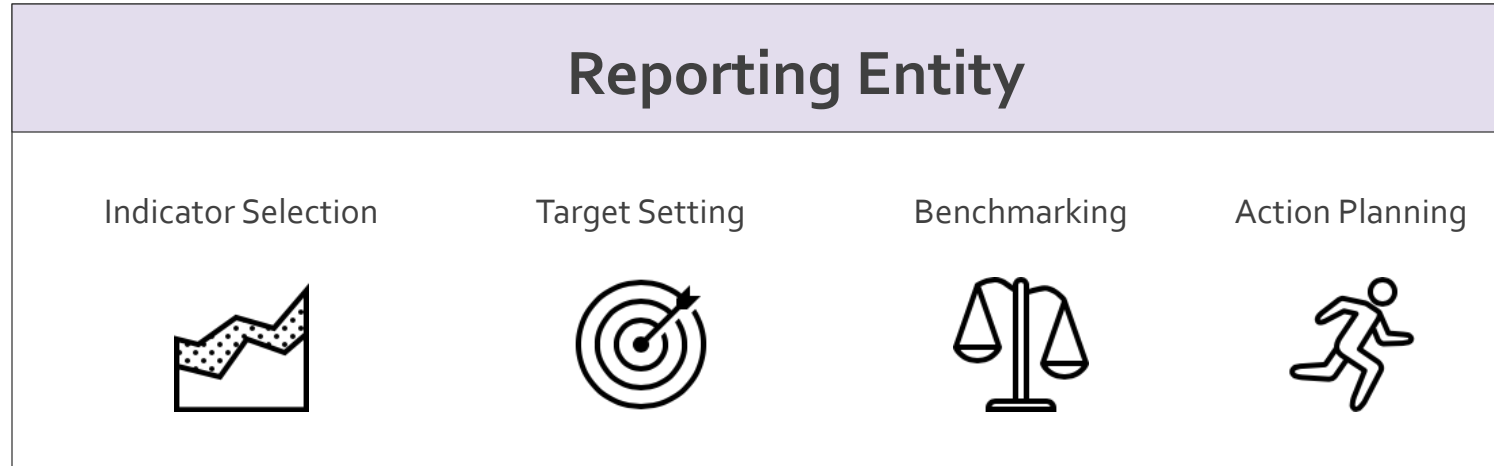 Reporting Entity
Indicator Selection
Target Setting
Benchmarking
Action Planning